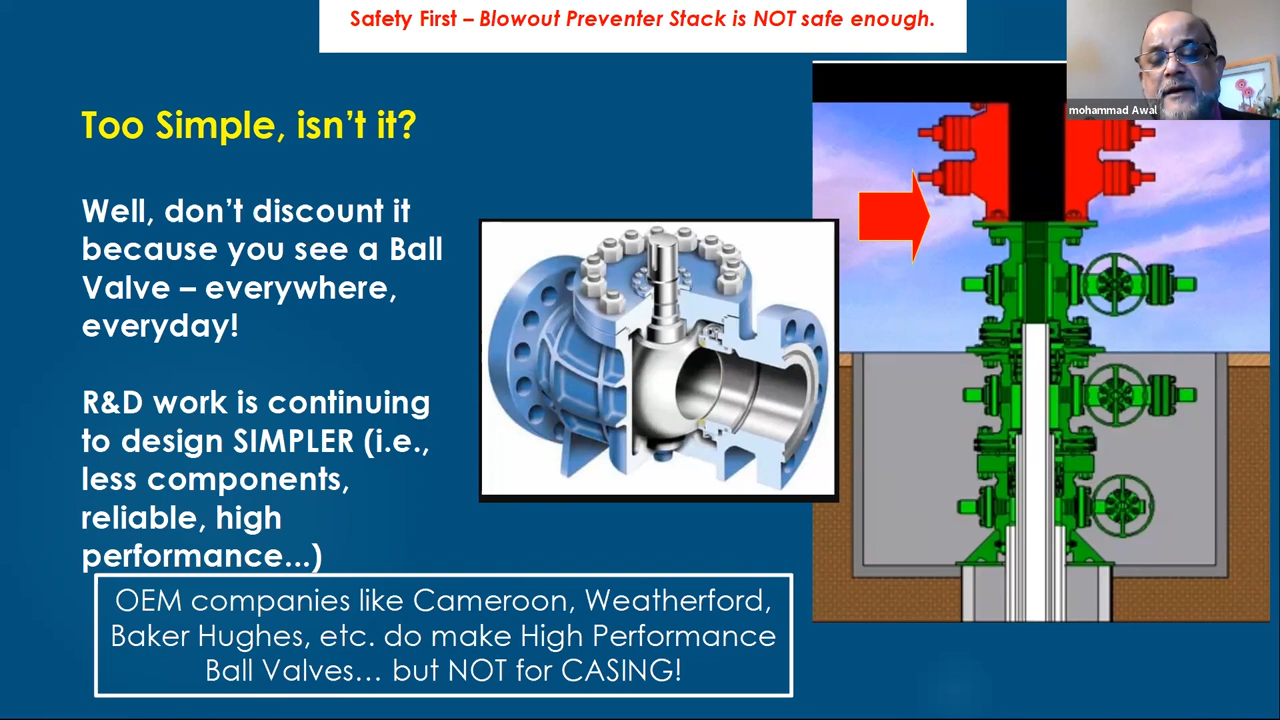 Safety First – Blowout Preventer Stack is NOT safe enough.
mohammad Awal
Too Simple, isn't it?
Well, don't discount it
because you see a Ball
Valve – everywhere,
everyday!
R&D work is continuing
to design SIMPLER (i.e.,
less components,
reliable, high
performance...)
OEM companies like Cameroon, Weatherford,
Baker Hughes, etc. do make High Performance
Ball Valves… but NOT for CASING!